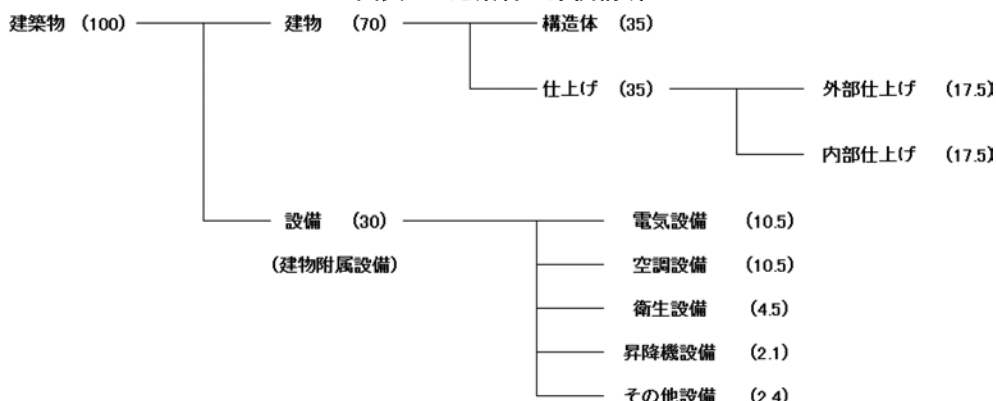 建築物 (100) 建物 (70) 構造体 (35)
仕上げ (35) 外部仕上げ (17.5)
内部仕上げ (17.5)
設備 (30) 電気設備 (10.5)
(建物附属設備) 空調設備 (10.5)
衛生設備 (4.5)
昇降機設備 (2.1)
その他設備 (2.4)